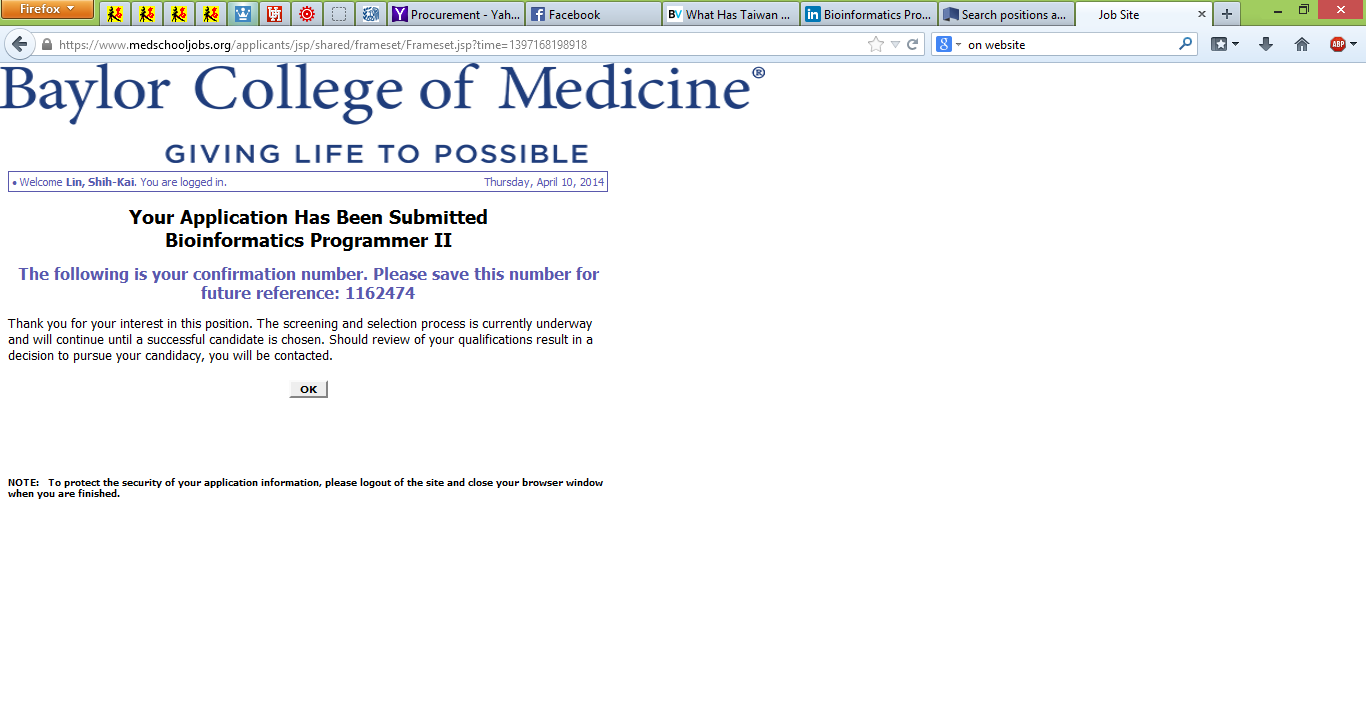 Firefox
Procurement - Yah...
Facebook
BV What Has Taiwan ...
in Bioinformatics Pro...
Search positions a...
Job Site
https://www.medschooljobs.org/applicants/jsp/shared/frameset/Frameset.jsp?time=1397168198918
8 on website
ABP
Baylor College of Medicine®
GIVING LIFE TO POSSIBLE
• Welcome Lin, Shih-Kai. You are logged in. Thursday, April 10, 2014
Your Application Has Been Submitted
Bioinformatics Programmer II
The following is your confirmation number. Please save this number for
future reference: 1162474
Thank you for your interest in this position. The screening and selection process is currently underway
and will continue until a successful candidate is chosen. Should review of your qualifications result in a
decision to pursue your candidacy, you will be contacted.
OK
NOTE: To protect the security of your application information, please logout of the site and close your browser window
when you are finished.